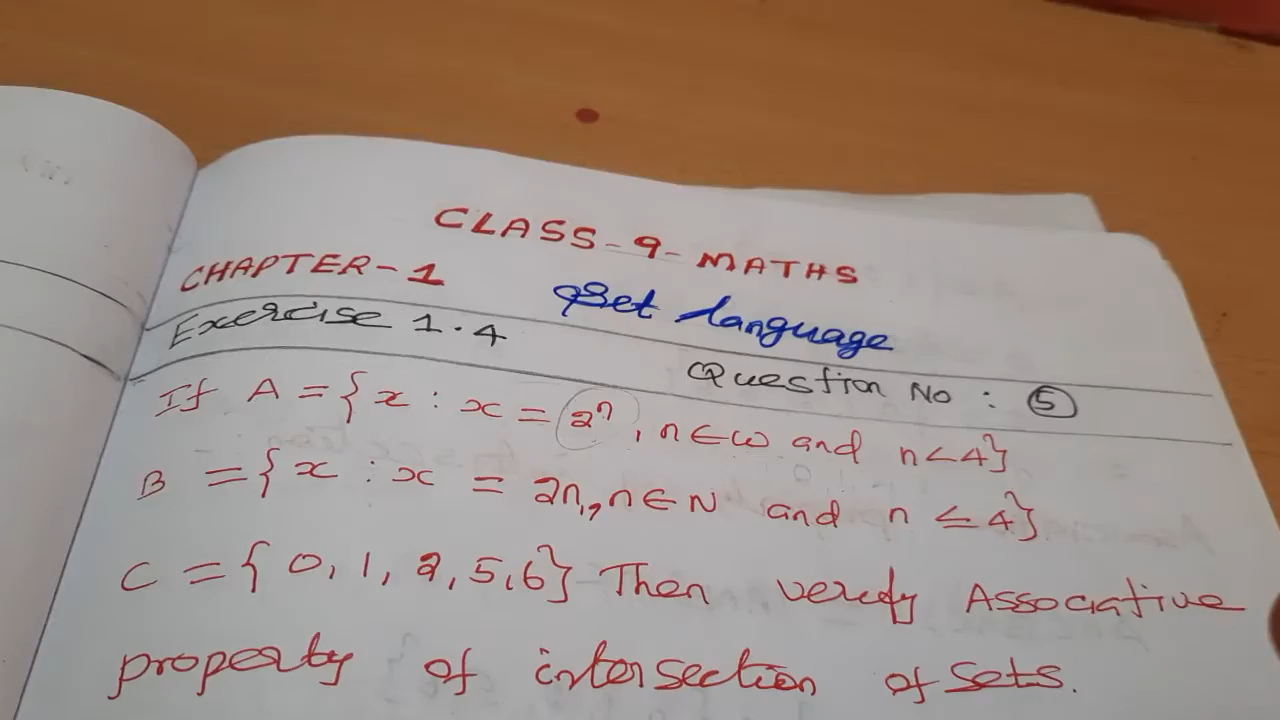 CLASS-9-MATHS
CHAPTER-1 Set language
Exercise 1.4
Question No : 5
If A = {x : x = 2ⁿ, n ∈ W and n < 4}
B = {x : x = 2n, n ∈ N and n ≤ 4}
C = {0, 1, 2, 5, 6} Then verify Associative
property of intersection of sets.